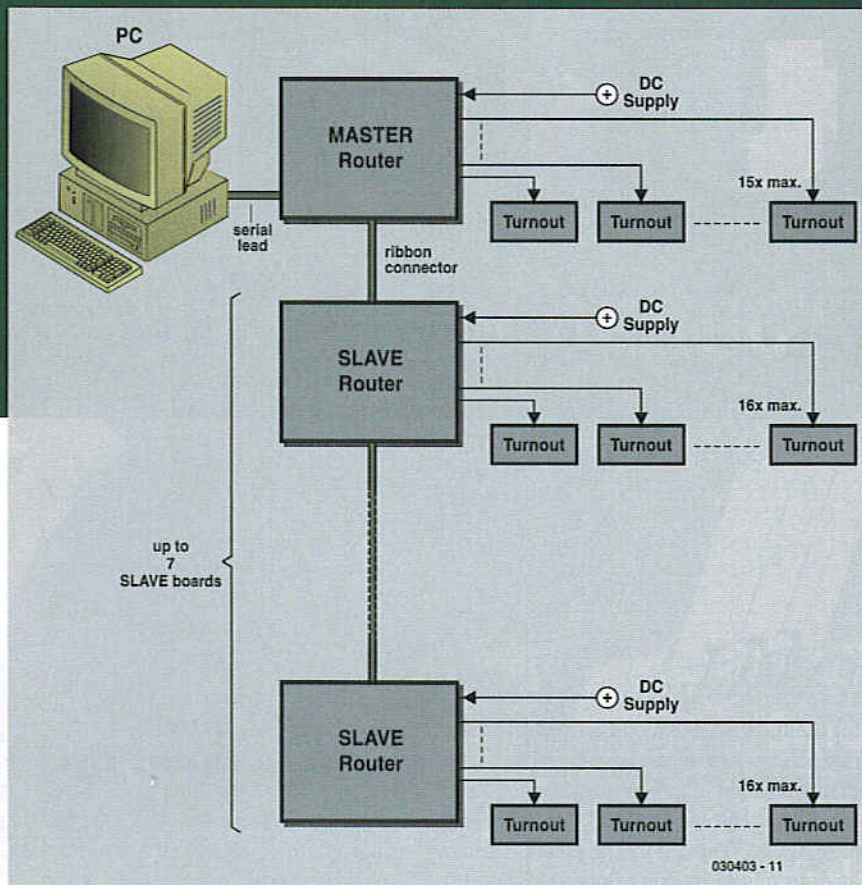 PC
MASTER
Router
+
DC
Supply
15x max.
Turnout
Turnout
Turnout
serial
lead
ribbon
connector
SLAVE
Router
+
DC
Supply
16x max.
Turnout
Turnout
Turnout
up to
7
SLAVE boards
SLAVE
Router
+
DC
Supply
16x max.
Turnout
Turnout
Turnout
030403 - 11